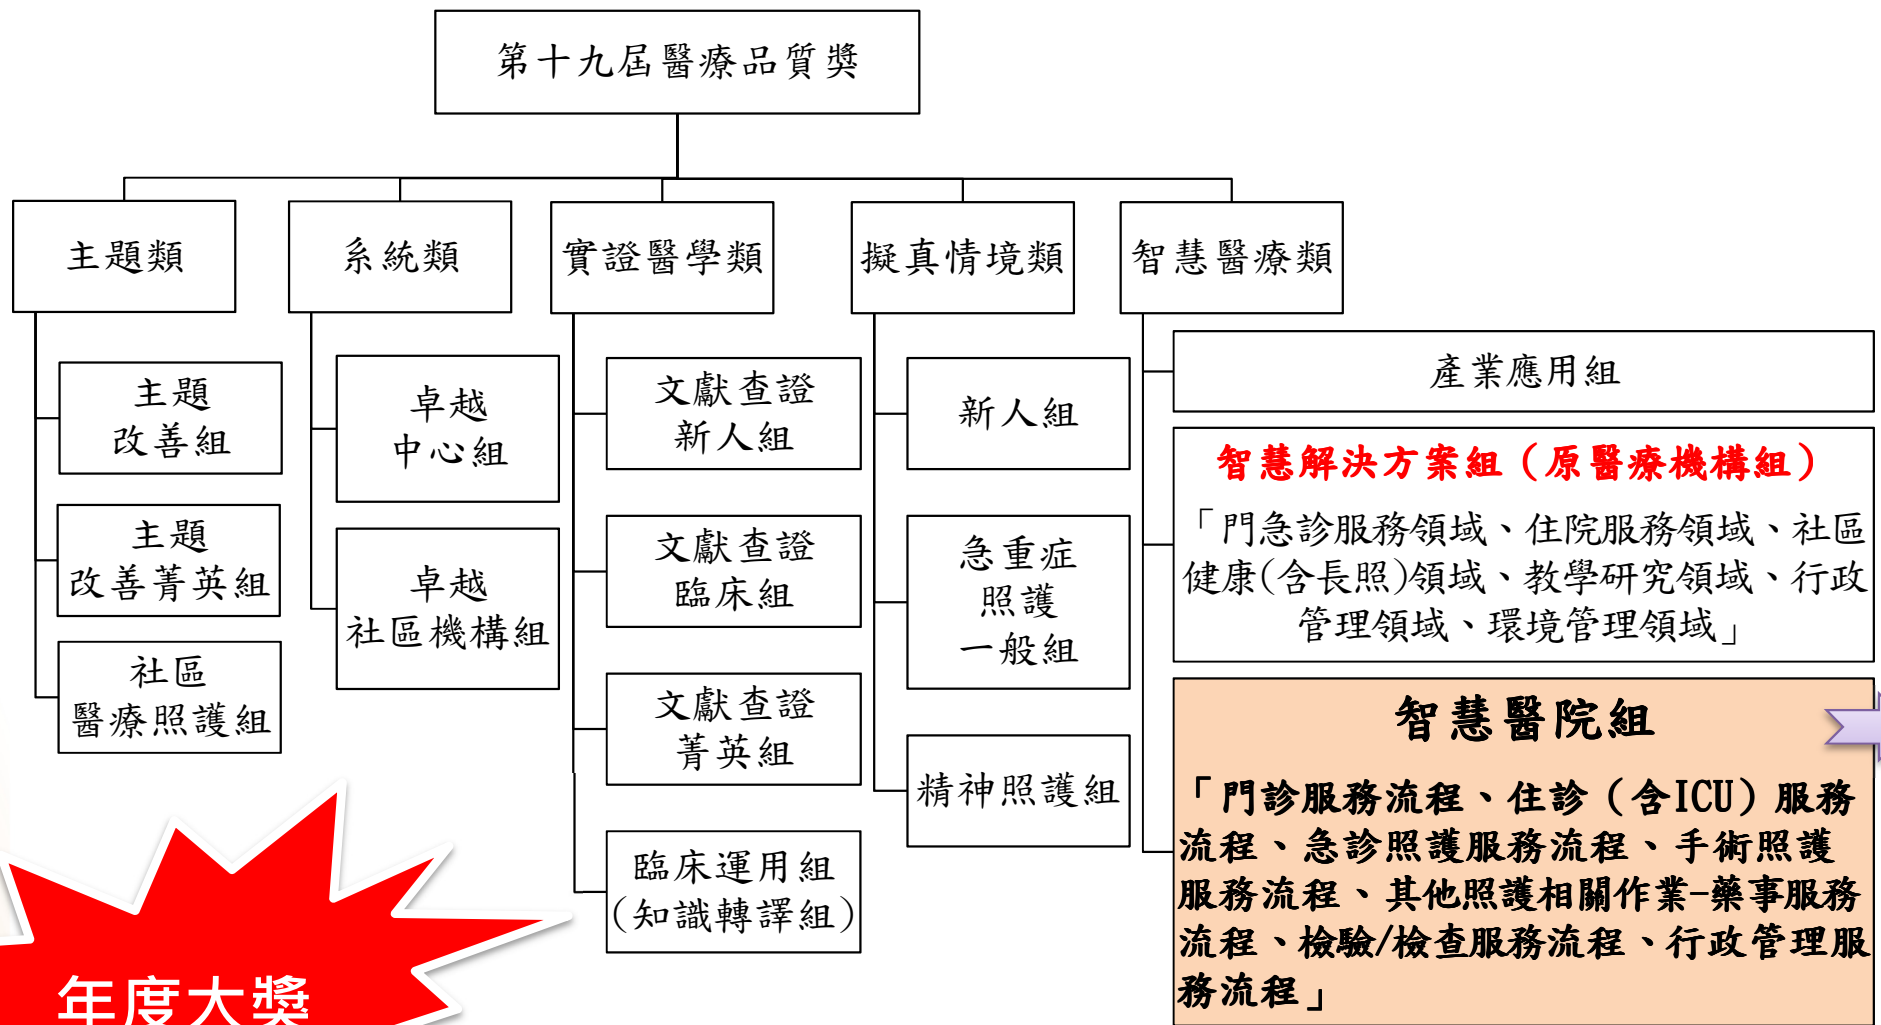 第十九屆醫療品質獎
主題類
系統類
實證醫學類
擬真情境類
智慧醫療類
主題
改善組
主題
改善菁英組
社區
醫療照護組
卓越
中心組
卓越
社區機構組
文獻查證
新人組
文獻查證
臨床組
文獻查證
菁英組
臨床運用組
(知識轉譯組)
新人組
急重症
照護
一般組
精神照護組
產業應用組
智慧解決方案組（原醫療機構組）
「門急診服務領域、住院服務領域、社區
健康(含長照)領域、教學研究領域、行政
管理領域、環境管理領域」
智慧醫院組
「門診服務流程、住診（含ICU）服務
流程、急診照護服務流程、手術照護
服務流程、其他照護相關作業-藥事服務
流程、檢驗/檢查服務流程、行政管理服
務流程」
年度大獎